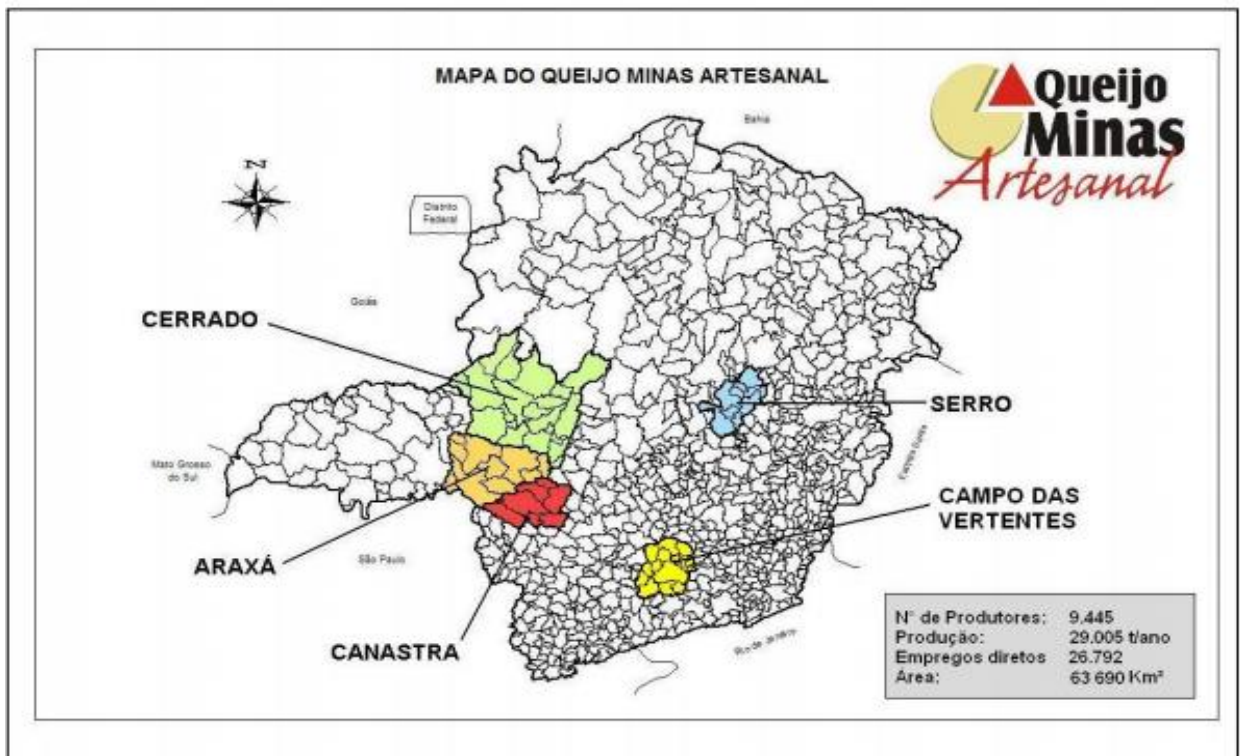 MAPA DO QUEIJO MINAS ARTESANAL
Queijo
Minas
Artesanal
Bahia
N
Distrito
Federal
Goiás
CERRADO
SERRO
Mato Grosso
do Sul
Espírito Santo
CAMPO DAS
VERTENTES
São Paulo
ARAXÁ
CANASTRA
Rio de Janeiro
N° de Produtores: 9.445
Produção: 29.005 t/ano
Empregos diretos 26.792
Área: 63 690 Km²